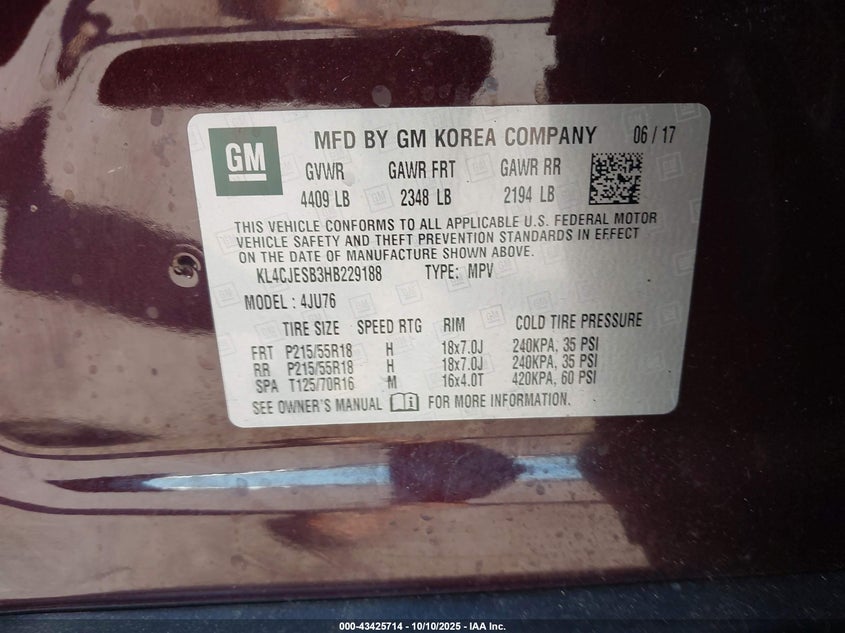 GM
MFD BY GM KOREA COMPANY 06 / 17
GVWR GAWR FRT GAWR RR
4409 LB 2348 LB 2194 LB
THIS VEHICLE CONFORMS TO ALL APPLICABLE U.S. FEDERAL MOTOR
VEHICLE SAFETY AND THEFT PREVENTION STANDARDS IN EFFECT
ON THE DATE OF MANUFACTURE SHOWN ABOVE.
KL4CJESB3HB229188 TYPE: MPV
MODEL : 4JU76
TIRE SIZE SPEED RTG RIM COLD TIRE PRESSURE
FRT P215/55R18 H 18x7.0J 240KPA, 35 PSI
RR P215/55R18 H 18x7.0J 240KPA, 35 PSI
SPA T125/70R16 M 16x4.0T 420KPA, 60 PSI
SEE OWNER'S MANUAL FOR MORE INFORMATION.
000-43425714 - 10/10/2025 - IAA Inc.